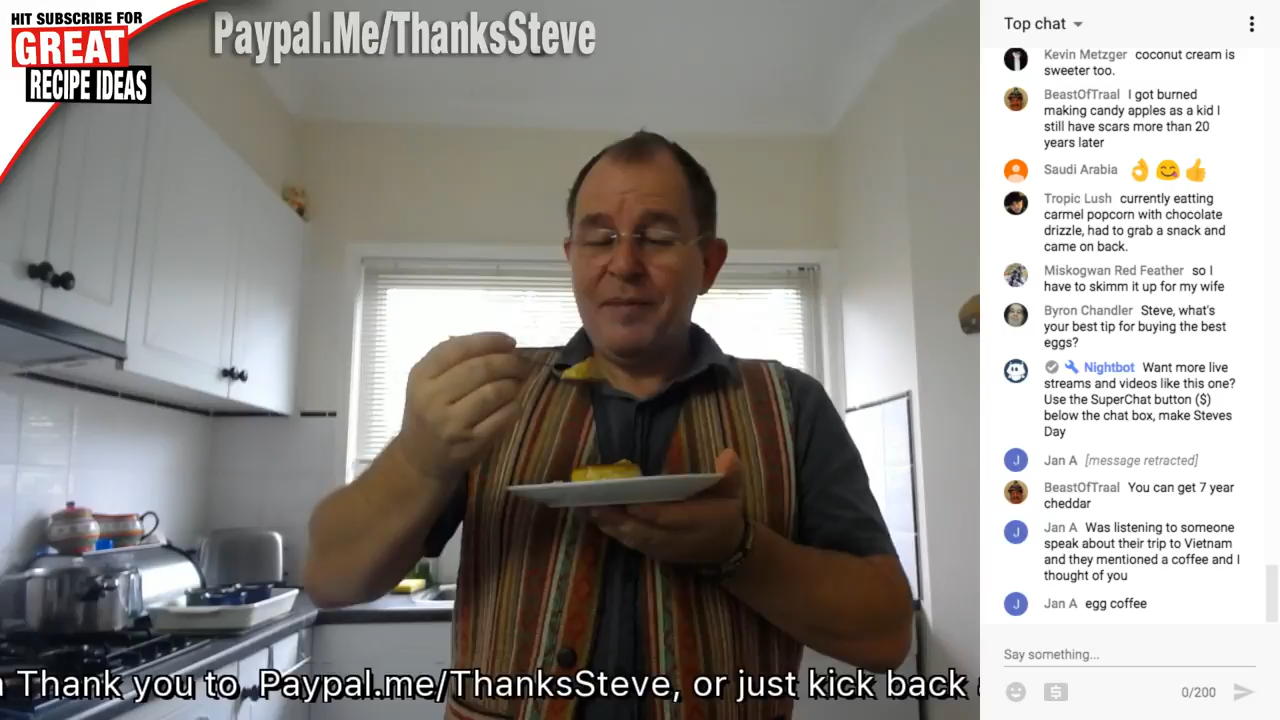 HIT SUBSCRIBE FOR
GREAT
RECIPE IDEAS
Paypal.Me/ThanksSteve
Thank you to Paypal.me/ThanksSteve, or just kick back
Top chat
Kevin Metzger coconut cream is
sweeter too.
BeastOfTraal I got burned
making candy apples as a kid I
still have scars more than 20
years later
Saudi Arabia 👌😋👍
Tropic Lush currently eatting
carmel popcorn with chocolate
drizzle, had to grab a snack and
came on back.
Miskogwan Red Feather so I
have to skimm it up for my wife
Byron Chandler Steve, what's
your best tip for buying the best
eggs?
Nightbot Want more live
streams and videos like this one?
Use the SuperChat button ($)
below the chat box, make Steves
Day
Jan A [message retracted]
BeastOfTraal You can get 7 year
cheddar
Jan A Was listening to someone
speak about their trip to Vietnam
and they mentioned a coffee and I
thought of you
Jan A egg coffee
Say something...
0/200